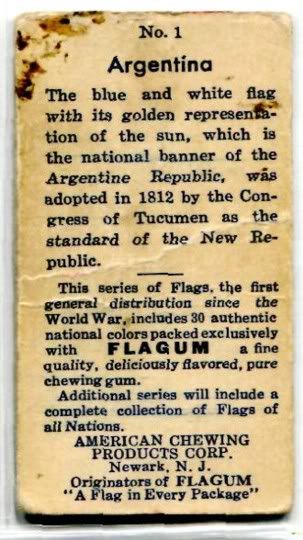 No. 1
Argentina
The blue and white flag
with its golden representa-
tion of the sun, which is
the national banner of the
Argentine Republic, was
adopted in 1812 by the Con-
gress of Tucumen as the
standard of the New Re-
public.
This series of Flags, the first
general distribution since the
World War, includes 30 authentic
national colors packed exclusively
with FLAGUM a fine
quality, deliciously flavored, pure
chewing gum.
Additional series will include a
complete collection of Flags of
all Nations.
AMERICAN CHEWING
PRODUCTS CORP.
Newark, N. J.
Originators of FLAGUM
"A Flag in Every Package"